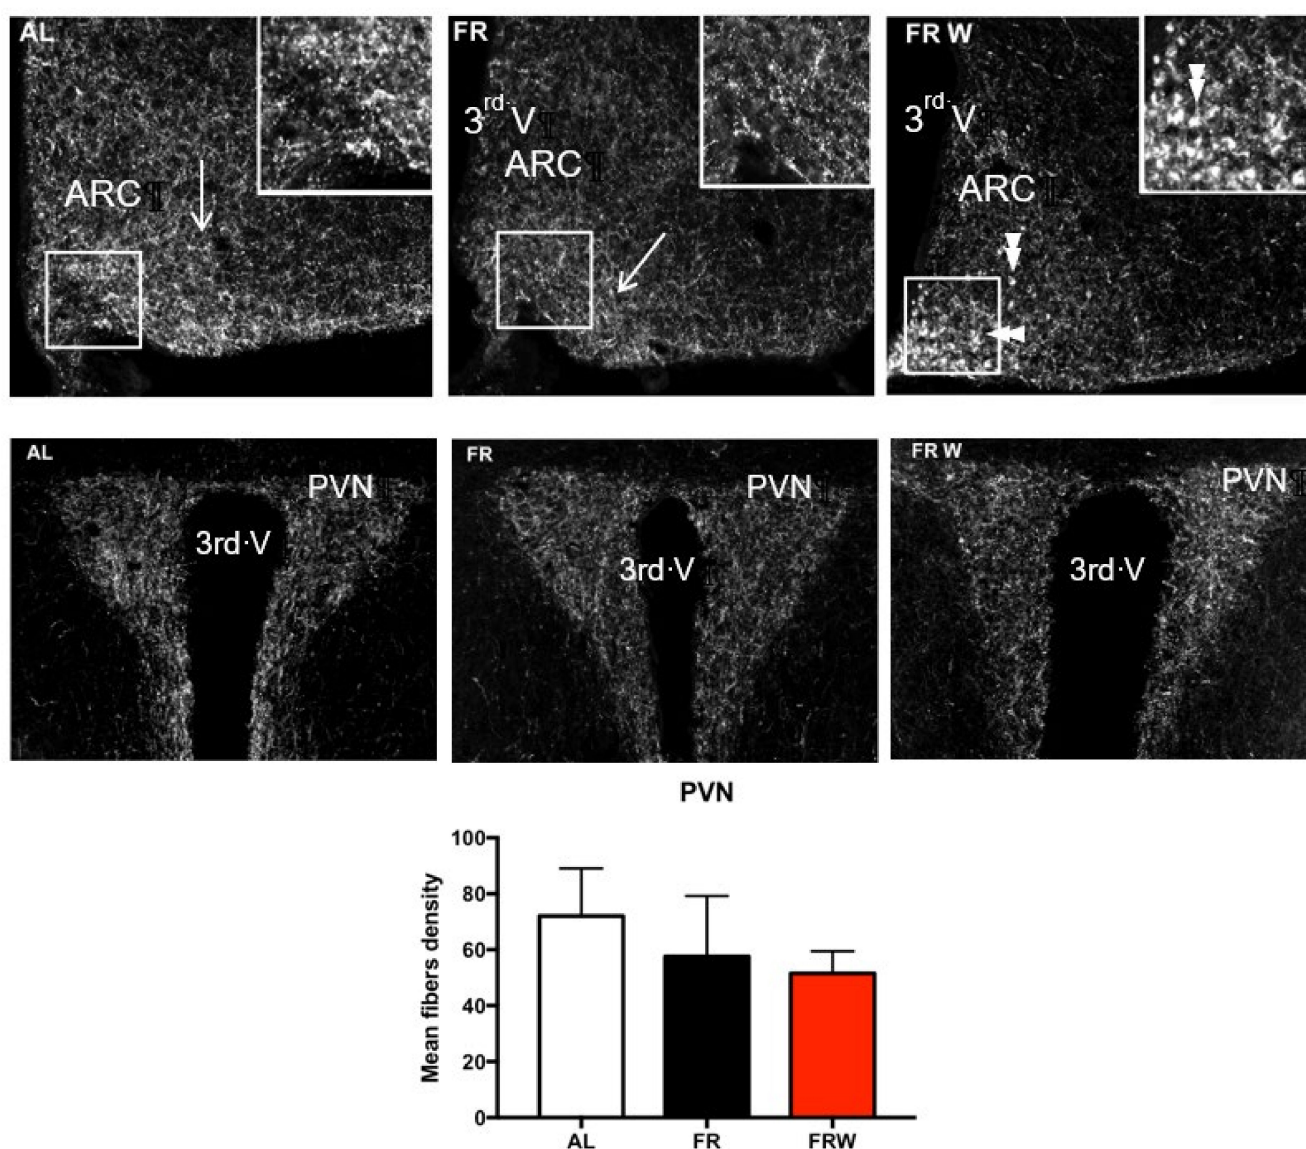 AL
ARC¶
FR
3rd·V¶
ARC¶
FR W
3rd·V¶
ARC¶
AL
PVN¶
3rd·V
FR
PVN¶
3rd·V¶
FR W
PVN¶
3rd·V
PVN
Mean fibers density
100
80
60
40
20
0
AL
FR
FRW